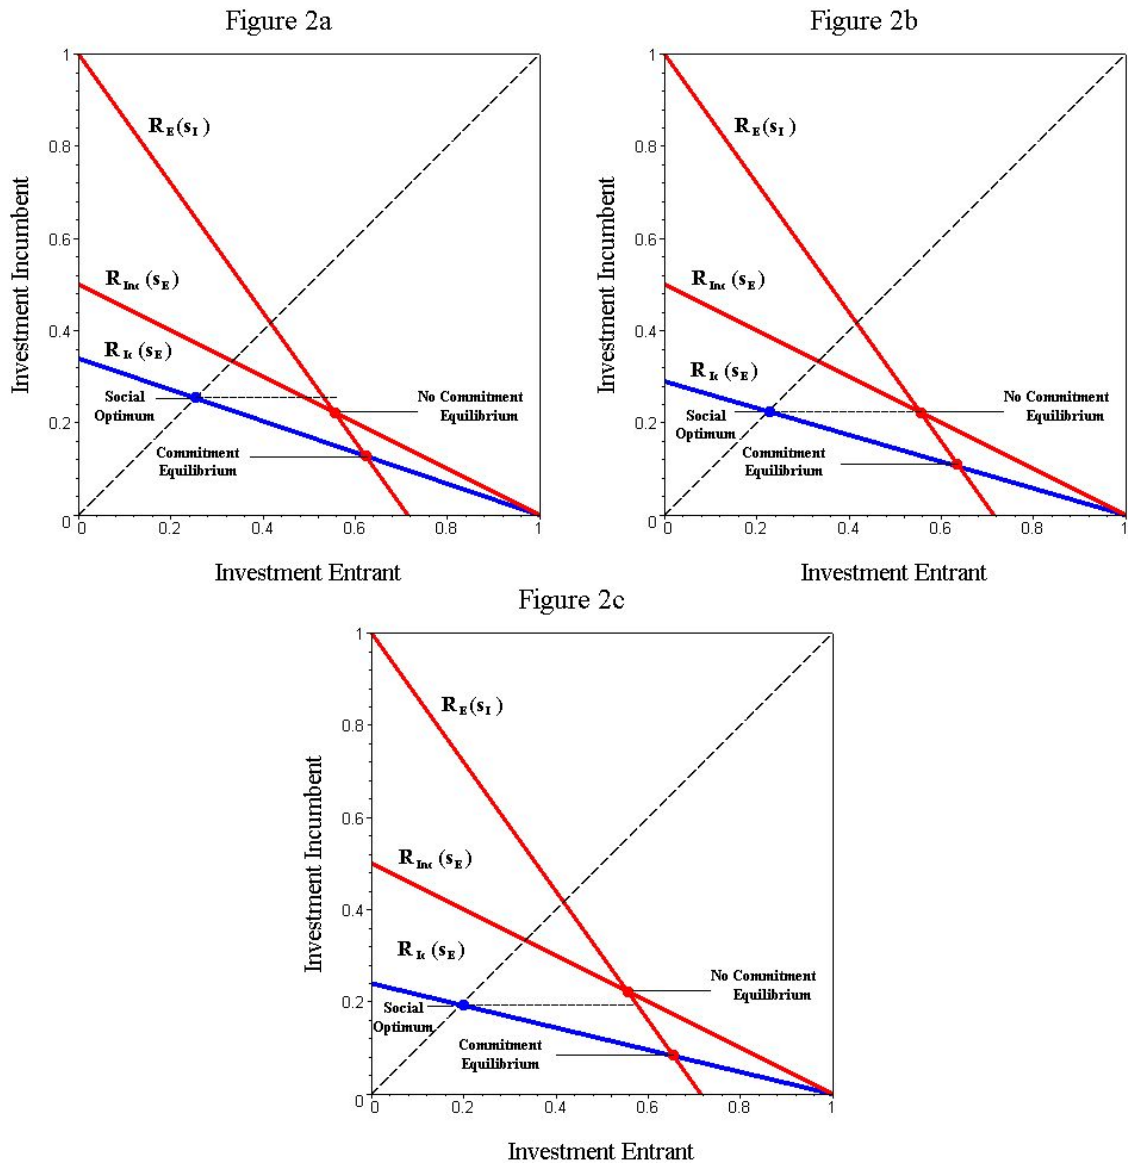 Figure 2a
1
R_E(s_I)
0.8
0.6
R_Inc(s_E)
0.4
R_Ic(s_E)
Social
Optimum
No Commitment
Equilibrium
0.2
Commitment
Equilibrium
0
0 0.2 0.4 0.6 0.8 1
Investment Incumbent
Investment Entrant
Figure 2b
1
R_E(s_I)
0.8
0.6
R_Inc(s_E)
0.4
R_Ic(s_E)
Social
Optimum
No Commitment
Equilibrium
0.2
Commitment
Equilibrium
0
0 0.2 0.4 0.6 0.8 1
Investment Incumbent
Investment Entrant
Figure 2c
1
R_E(s_I)
0.8
0.6
R_Inc(s_E)
0.4
R_Ic(s_E)
No Commitment
Equilibrium
0.2
Social
Optimum
Commitment
Equilibrium
0
0 0.2 0.4 0.6 0.8 1
Investment Incumbent
Investment Entrant